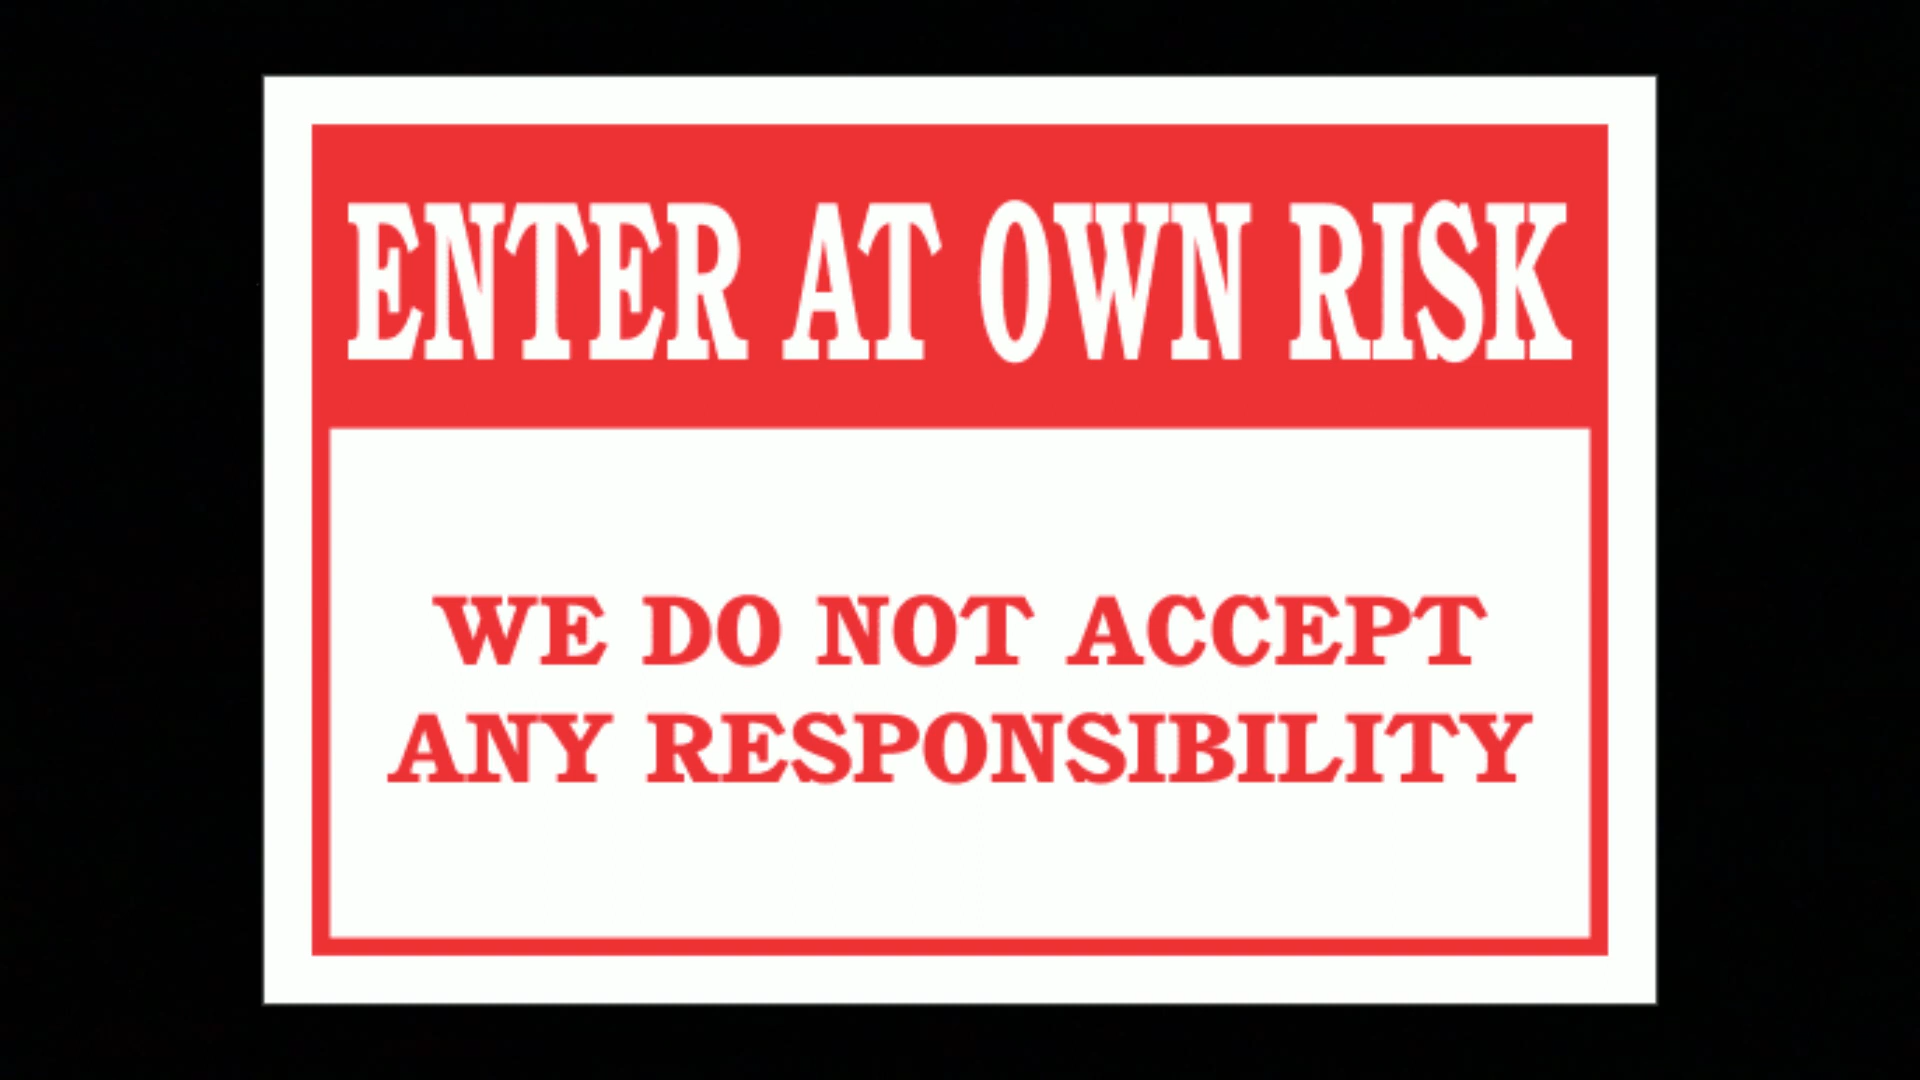 ENTER AT OWN RISK
WE DO NOT ACCEPT
ANY RESPONSIBILITY